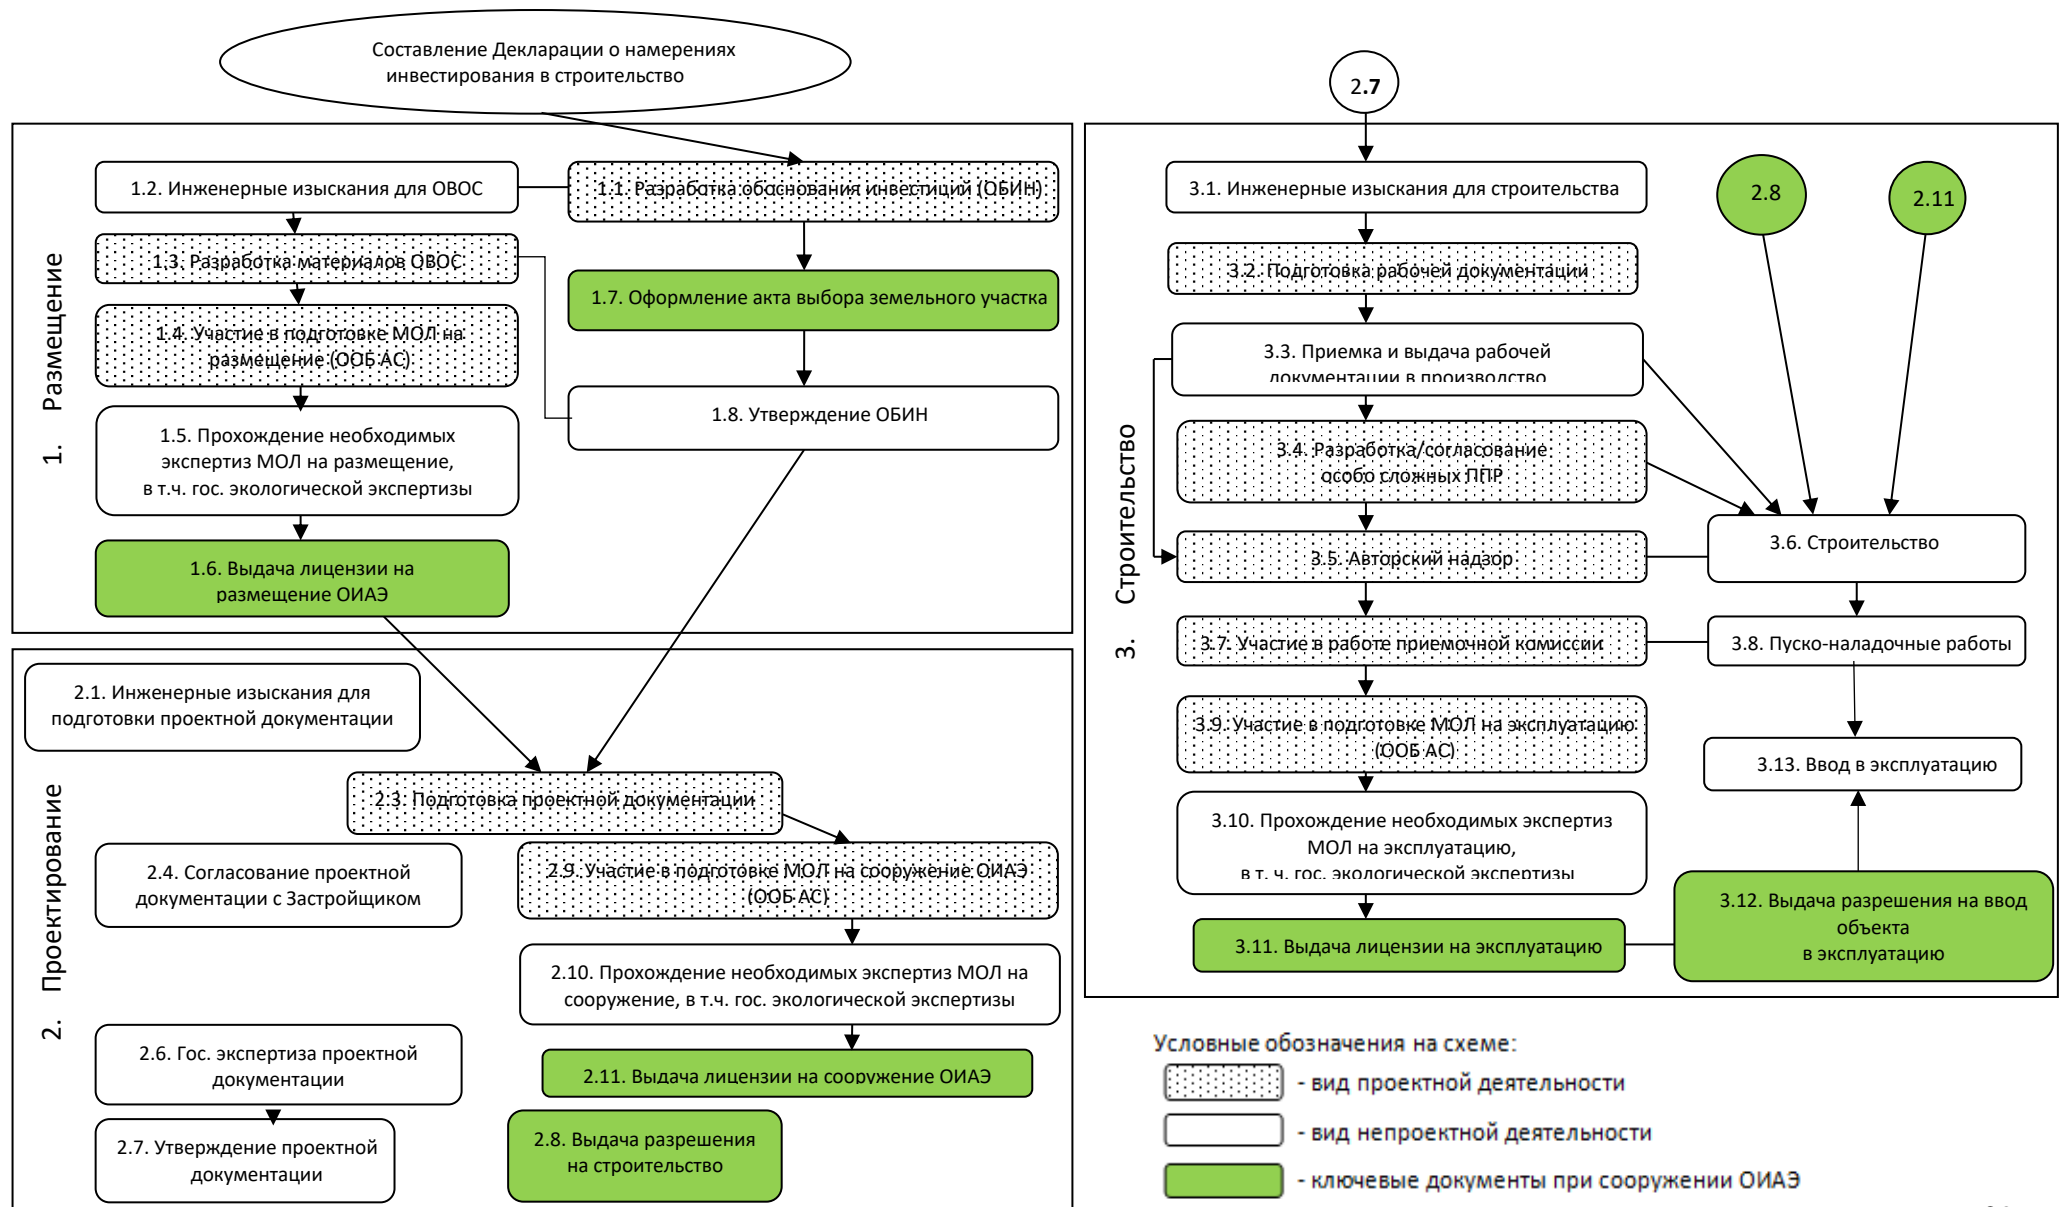 Составление Декларации о намерениях
инвестирования в строительство
1. Размещение
1.2. Инженерные изыскания для ОВОС
1.1. Разработка обоснования инвестиций (ОБИН)
1.3. Разработка материалов ОВОС
1.7. Оформление акта выбора земельного участка
1.4. Участие в подготовке МОЛ на
размещение (ООБ АС)
1.8. Утверждение ОБИН
1.5. Прохождение необходимых
экспертиз МОЛ на размещение,
в т.ч. гос. экологической экспертизы
1.6. Выдача лицензии на
размещение ОИАЭ
2. Проектирование
2.1. Инженерные изыскания для
подготовки проектной документации
2.3. Подготовка проектной документации
2.4. Согласование проектной
документации с Застройщиком
2.9. Участие в подготовке МОЛ на сооружение ОИАЭ
(ООБ АС)
2.10. Прохождение необходимых экспертиз МОЛ на
сооружение, в т.ч. гос. экологической экспертизы
2.6. Гос. экспертиза проектной
документации
2.11. Выдача лицензии на сооружение ОИАЭ
2.7. Утверждение проектной
документации
2.8. Выдача разрешения
на строительство
2.7
3. Строительство
3.1. Инженерные изыскания для строительства
2.8
2.11
3.2. Подготовка рабочей документации
3.3. Приемка и выдача рабочей
документации в производство
3.4. Разработка/согласование
особо сложных ППР
3.5. Авторский надзор
3.6. Строительство
3.7. Участие в работе приемочной комиссии
3.8. Пуско-наладочные работы
3.9. Участие в подготовке МОЛ на эксплуатацию
(ООБ АС)
3.13. Ввод в эксплуатацию
3.10. Прохождение необходимых экспертиз
МОЛ на эксплуатацию,
в т. ч. гос. экологической экспертизы
3.11. Выдача лицензии на эксплуатацию
3.12. Выдача разрешения на ввод
объекта
в эксплуатацию
Условные обозначения на схеме:
- вид проектной деятельности
- вид непроектной деятельности
- ключевые документы при сооружении ОИАЭ